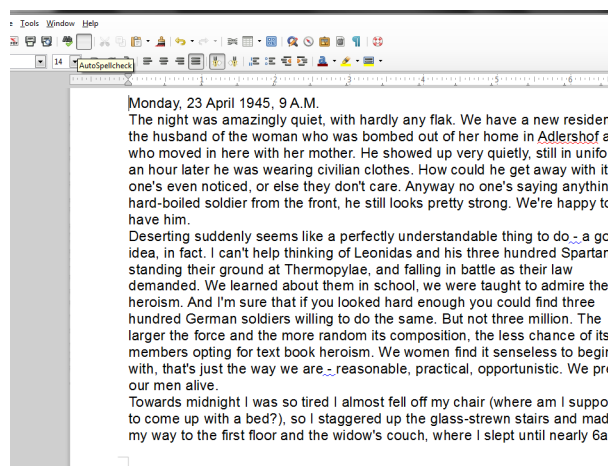 Tools Window Help
14
AutoSpellcheck
1 2 3 4 5 6
Monday, 23 April 1945, 9 A.M.
The night was amazingly quiet, with hardly any flak. We have a new residen
the husband of the woman who was bombed out of her home in Adlershof a
who moved in here with her mother. He showed up very quietly, still in unifo
an hour later he was wearing civilian clothes. How could he get away with it
one's even noticed, or else they don't care. Anyway no one's saying anythin
hard-boiled soldier from the front, he still looks pretty strong. We're happy to
have him.
Deserting suddenly seems like a perfectly understandable thing to do - a go
idea, in fact. I can't help thinking of Leonidas and his three hundred Spartan
standing their ground at Thermopylae, and falling in battle as their law
demanded. We learned about them in school, we were taught to admire the
heroism. And I'm sure that if you looked hard enough you could find three
hundred German soldiers willing to do the same. But not three million. The
larger the force and the more random its composition, the less chance of its
members opting for text book heroism. We women find it senseless to begin
with, that's just the way we are - reasonable, practical, opportunistic. We pre
our men alive.
Towards midnight I was so tired I almost fell off my chair (where am I suppo
to come up with a bed?), so I staggered up the glass-strewn stairs and mad
my way to the first floor and the widow's couch, where I slept until nearly 6a